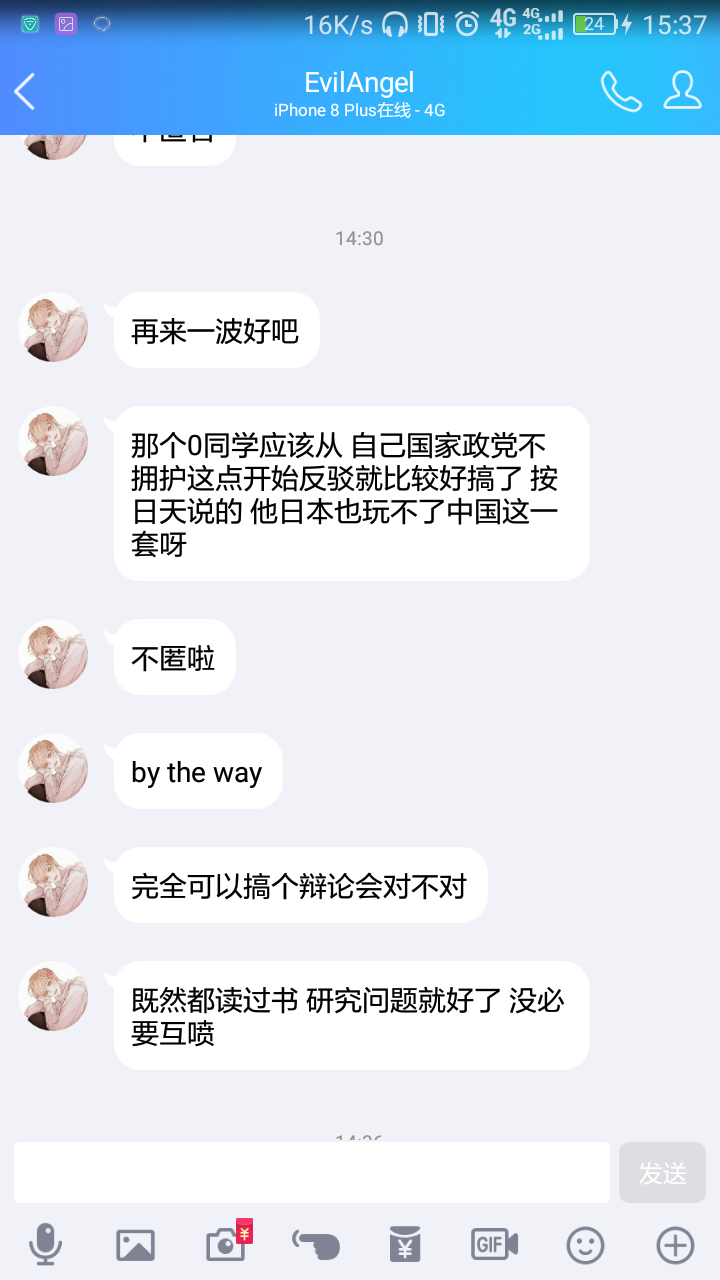 16K/s 4G 4G 2G 24 15:37
EvilAngel
iPhone 8 Plus在线 - 4G
14:30
再来一波好吧
那个0同学应该从 自己国家政党不
拥护这点开始反驳就比较好搞了 按
日天说的 他日本也玩不了中国这一
套呀
不匿啦
by the way
完全可以搞个辩论会对不对
既然都读过书 研究问题就好了 没必
要互喷
发送
GIF